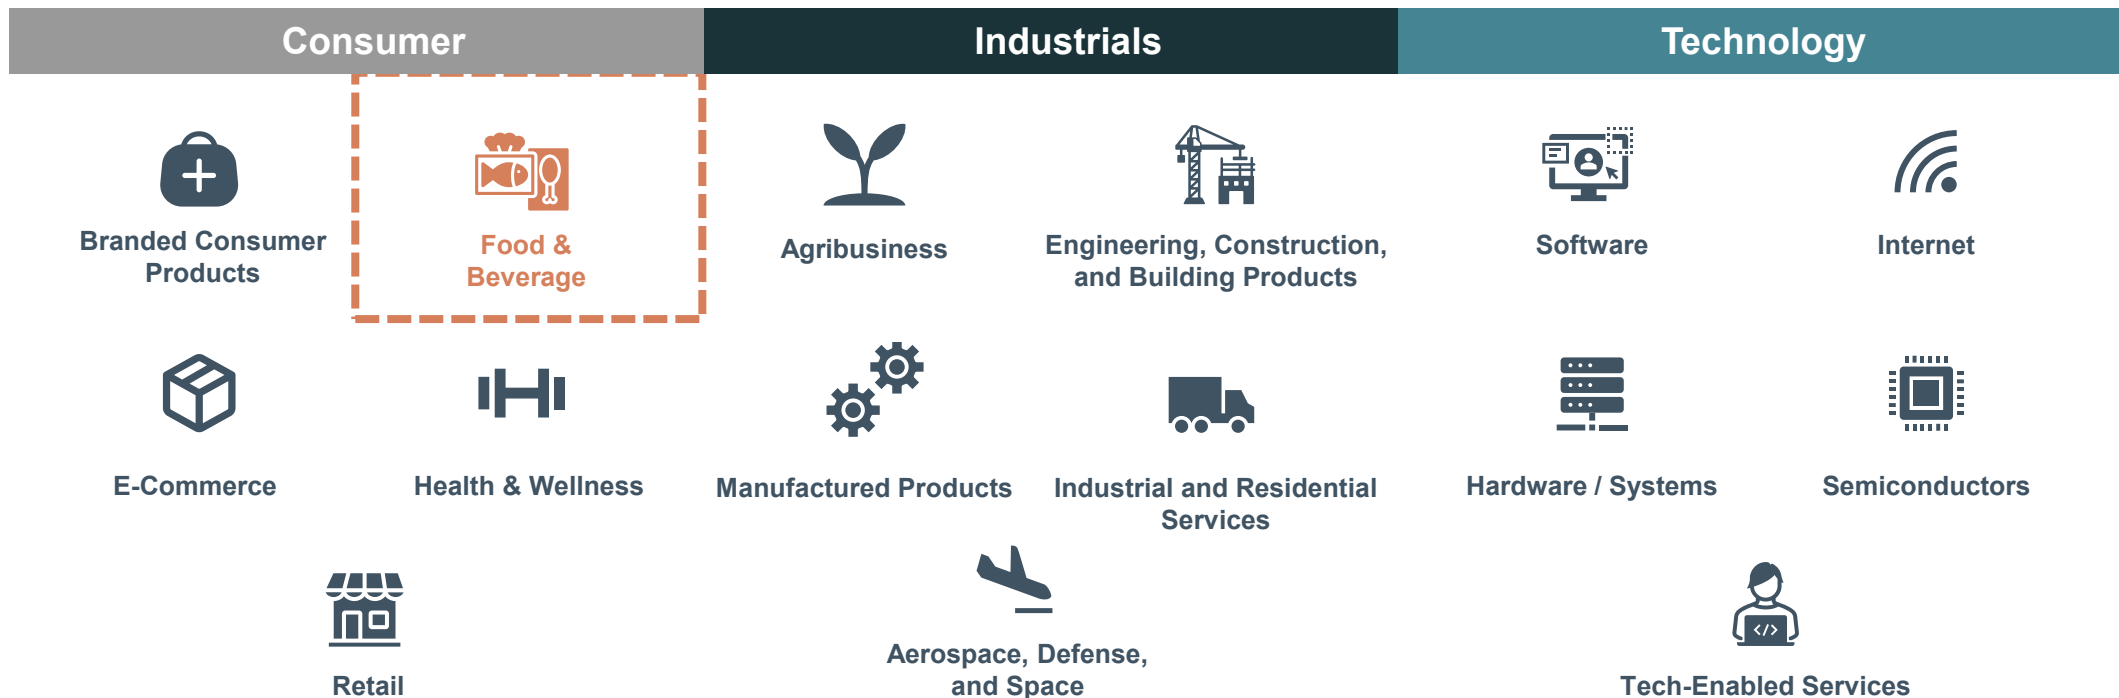 Consumer
Industrials
Technology
Branded Consumer
Products
Food &
Beverage
Agribusiness
Engineering, Construction,
and Building Products
Software
Internet
E-Commerce
Health & Wellness
Manufactured Products
Industrial and Residential
Services
Hardware / Systems
Semiconductors
Retail
Aerospace, Defense,
and Space
</>
Tech-Enabled Services